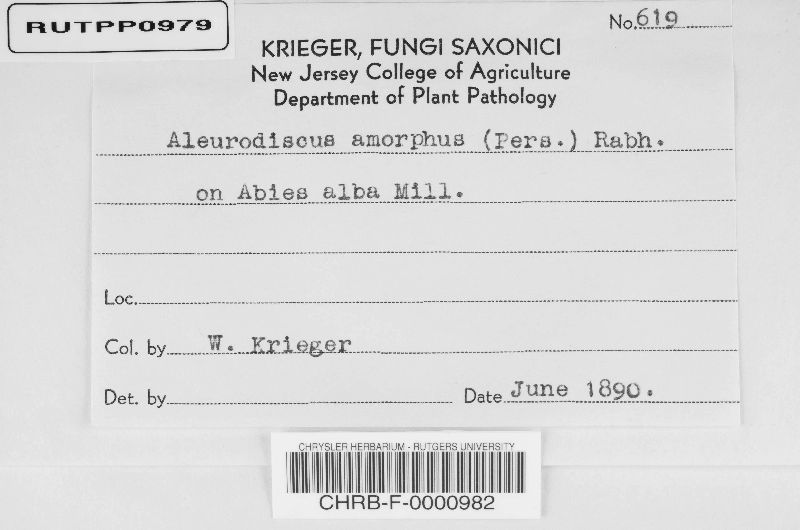 RUTPP0979
No. 619
KRIEGER, FUNGI SAXONICI
New Jersey College of Agriculture
Department of Plant Pathology
Aleurodiscus amorphus (Pers.) Rabh.
on Abies alba Mill.
Loc.
Col. by W. Krieger
Det. by Date June 1890.
CHRYSLER HERBARIUM - RUTGERS UNIVERSITY
CHRB-F-0000982